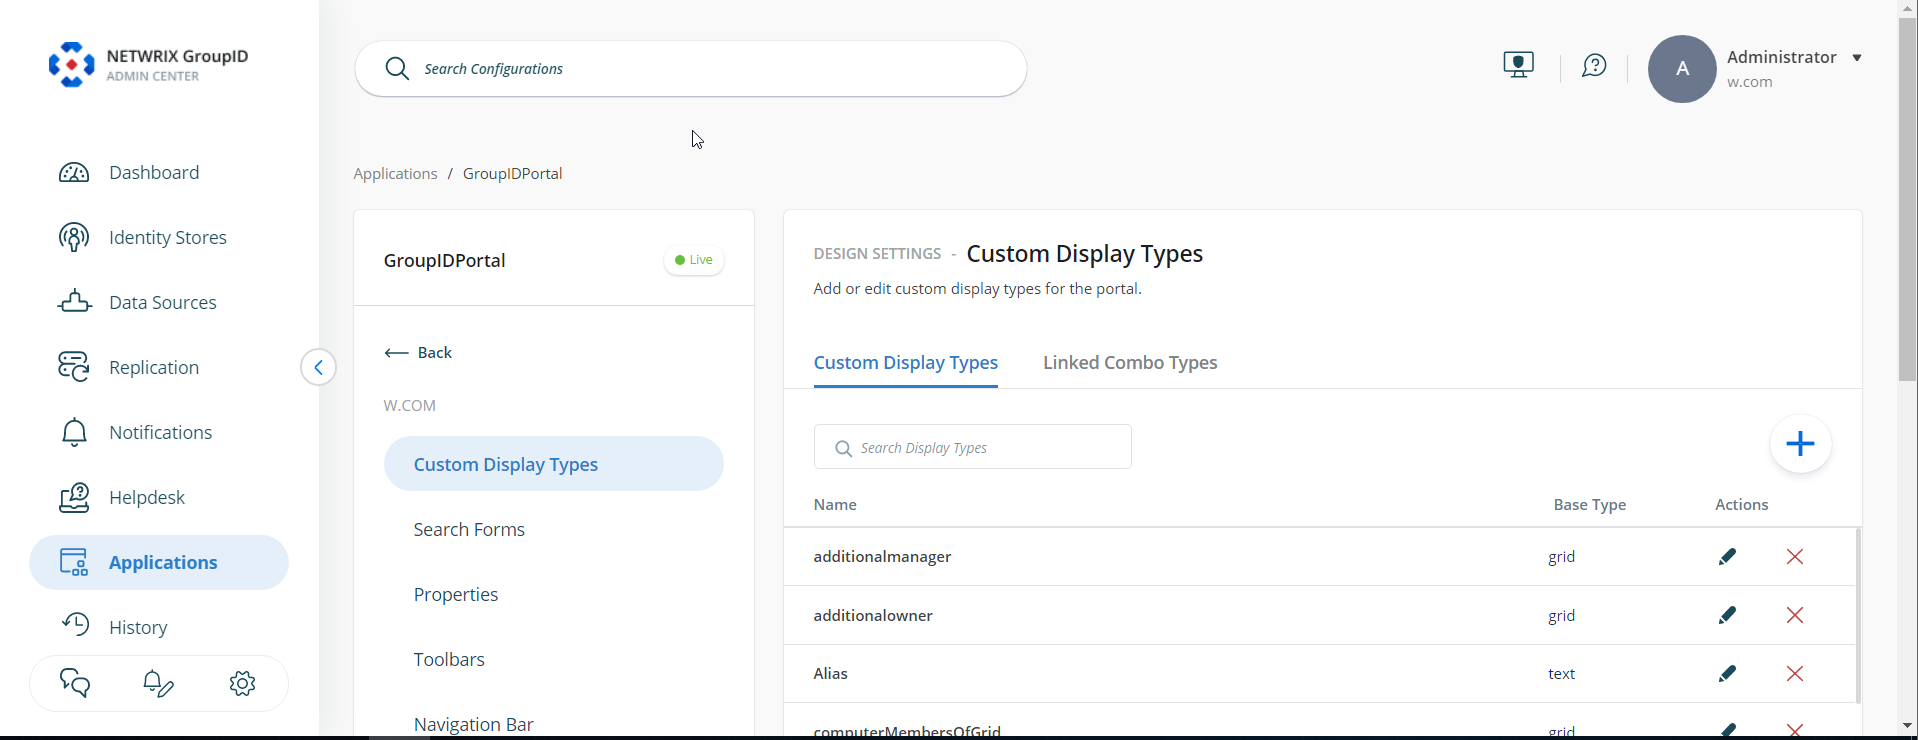 NETWRIX GroupID
ADMIN CENTER
Search Configurations
A
Administrator
w.com
Dashboard
Identity Stores
Data Sources
Replication
Notifications
Helpdesk
Applications
History
Applications / GroupIDPortal
GroupIDPortal
Live
Back
W.COM
Custom Display Types
Search Forms
Properties
Toolbars
Navigation Bar
DESIGN SETTINGS - Custom Display Types
Add or edit custom display types for the portal.
Custom Display Types Linked Combo Types
Search Display Types
Name Base Type Actions
additionalmanager grid
additionalowner grid
Alias text
computerMembersOfGrid grid